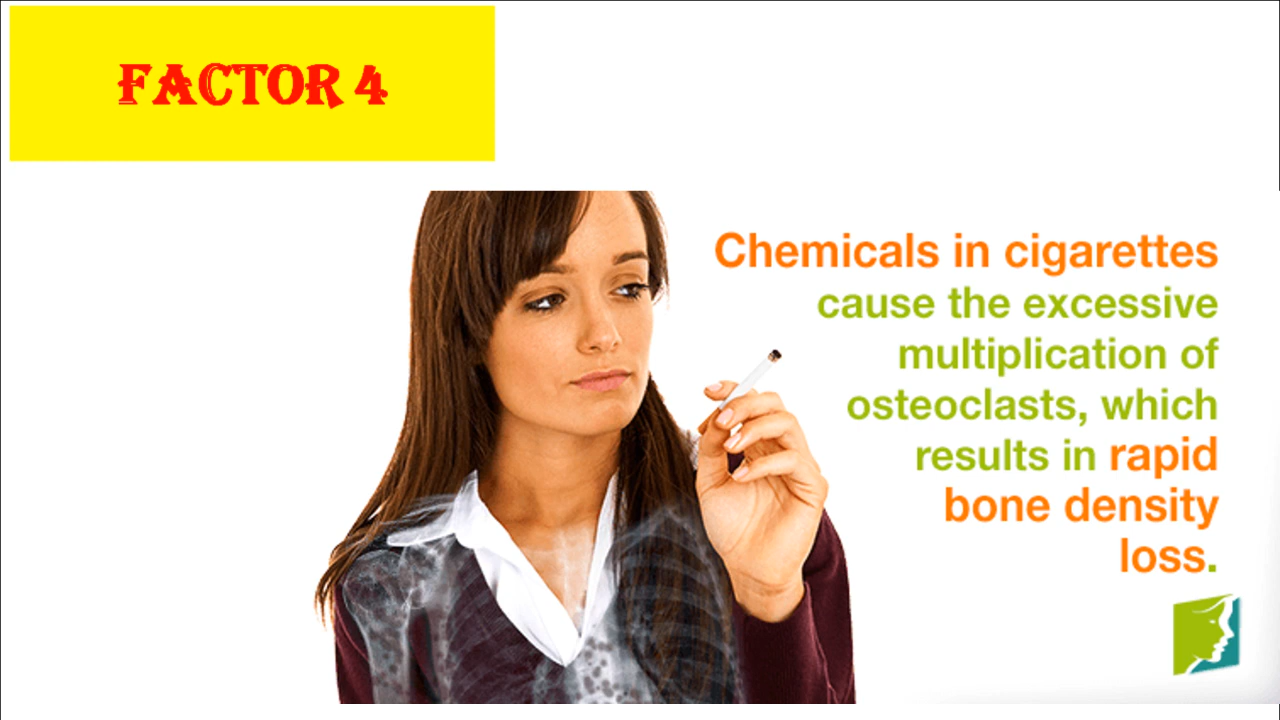 FACTOR 4
Chemicals in cigarettes
cause the excessive
multiplication of
osteoclasts, which
results in rapid
bone density
loss.